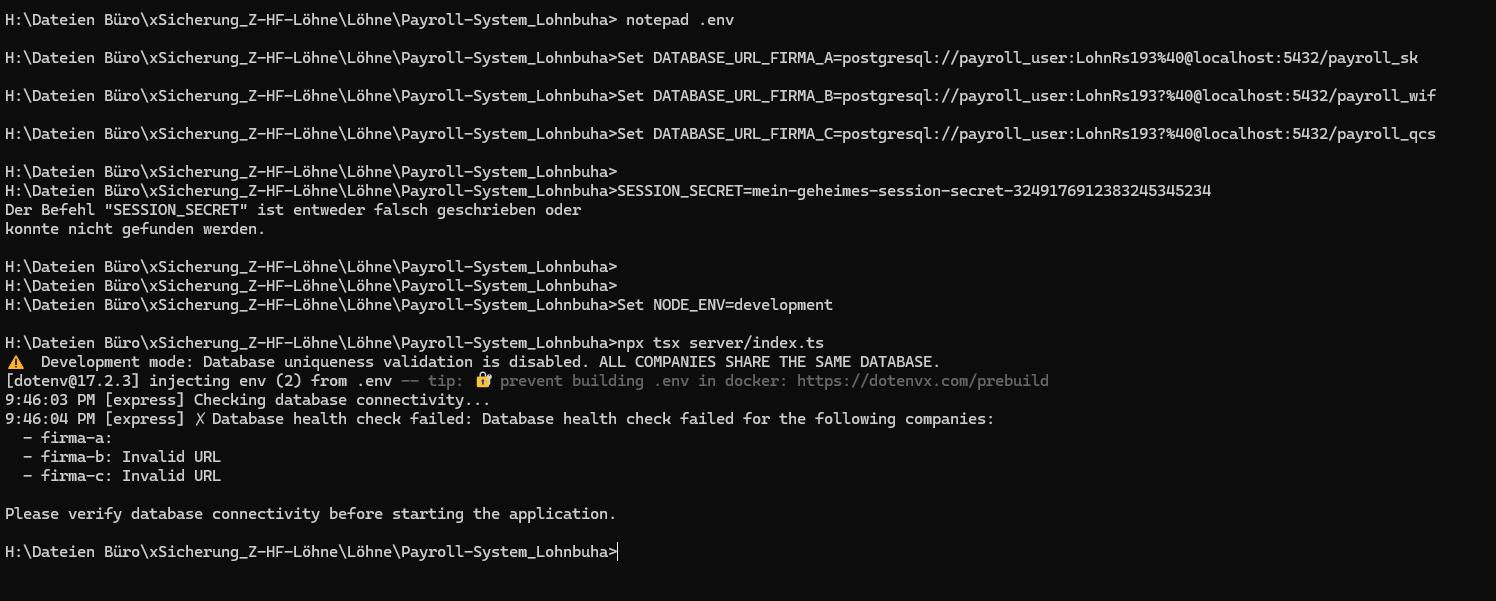 H:\Dateien Büro\xSicherung_Z-HF-Löhne\Löhne\Payroll-System_Lohnbuha> notepad .env
H:\Dateien Büro\xSicherung_Z-HF-Löhne\Löhne\Payroll-System_Lohnbuha>Set DATABASE_URL_FIRMA_A=postgresql://payroll_user:LohnRs193%40@localhost:5432/payroll_sk
H:\Dateien Büro\xSicherung_Z-HF-Löhne\Löhne\Payroll-System_Lohnbuha>Set DATABASE_URL_FIRMA_B=postgresql://payroll_user:LohnRs193?%40@localhost:5432/payroll_wif
H:\Dateien Büro\xSicherung_Z-HF-Löhne\Löhne\Payroll-System_Lohnbuha>Set DATABASE_URL_FIRMA_C=postgresql://payroll_user:LohnRs193?%40@localhost:5432/payroll_qcs
H:\Dateien Büro\xSicherung_Z-HF-Löhne\Löhne\Payroll-System_Lohnbuha>
H:\Dateien Büro\xSicherung_Z-HF-Löhne\Löhne\Payroll-System_Lohnbuha>SESSION_SECRET=mein-geheimes-session-secret-3249176912383245345234
Der Befehl "SESSION_SECRET" ist entweder falsch geschrieben oder
konnte nicht gefunden werden.
H:\Dateien Büro\xSicherung_Z-HF-Löhne\Löhne\Payroll-System_Lohnbuha>
H:\Dateien Büro\xSicherung_Z-HF-Löhne\Löhne\Payroll-System_Lohnbuha>
H:\Dateien Büro\xSicherung_Z-HF-Löhne\Löhne\Payroll-System_Lohnbuha>Set NODE_ENV=development
H:\Dateien Büro\xSicherung_Z-HF-Löhne\Löhne\Payroll-System_Lohnbuha>npx tsx server/index.ts
⚠️ Development mode: Database uniqueness validation is disabled. ALL COMPANIES SHARE THE SAME DATABASE.
[dotenv@17.2.3] injecting env (2) from .env -- tip: 🔐 prevent building .env in docker: https://dotenvx.com/prebuild
9:46:03 PM [express] Checking database connectivity...
9:46:04 PM [express] ✗ Database health check failed: Database health check failed for the following companies:
- firma-a:
- firma-b: Invalid URL
- firma-c: Invalid URL
Please verify database connectivity before starting the application.
H:\Dateien Büro\xSicherung_Z-HF-Löhne\Löhne\Payroll-System_Lohnbuha>